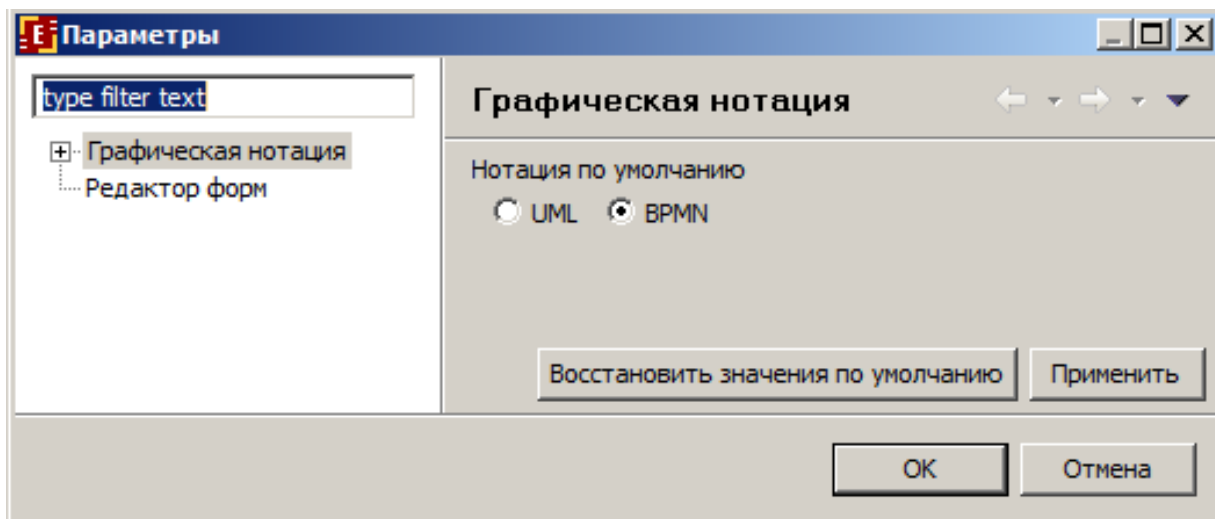 Параметры
type filter text
Графическая нотация
Редактор форм
Графическая нотация
Нотация по умолчанию
UML BPMN
Восстановить значения по умолчанию Применить
OK Отмена